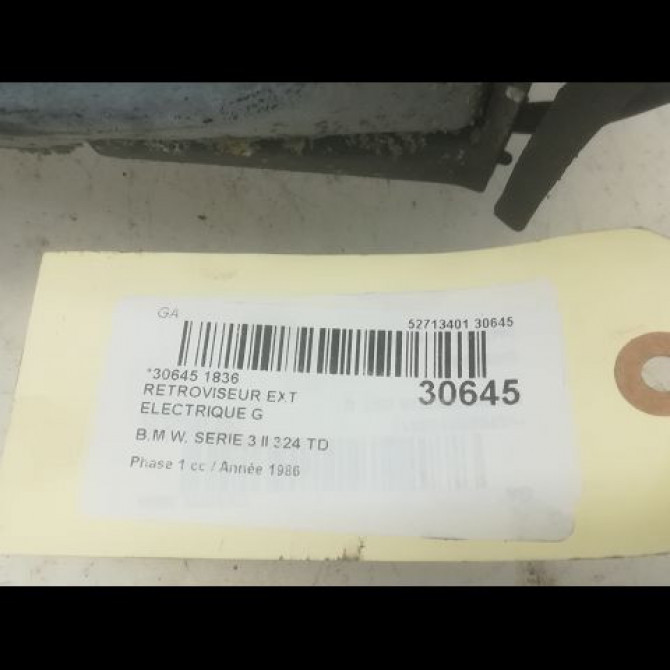 GA
52713401 30645
*30645 1836
30645
RETROVISEUR EXT
ELECTRIQUE G
B.M.W. SERIE 3 II 324 TD
Phase 1 cc / Année 1986